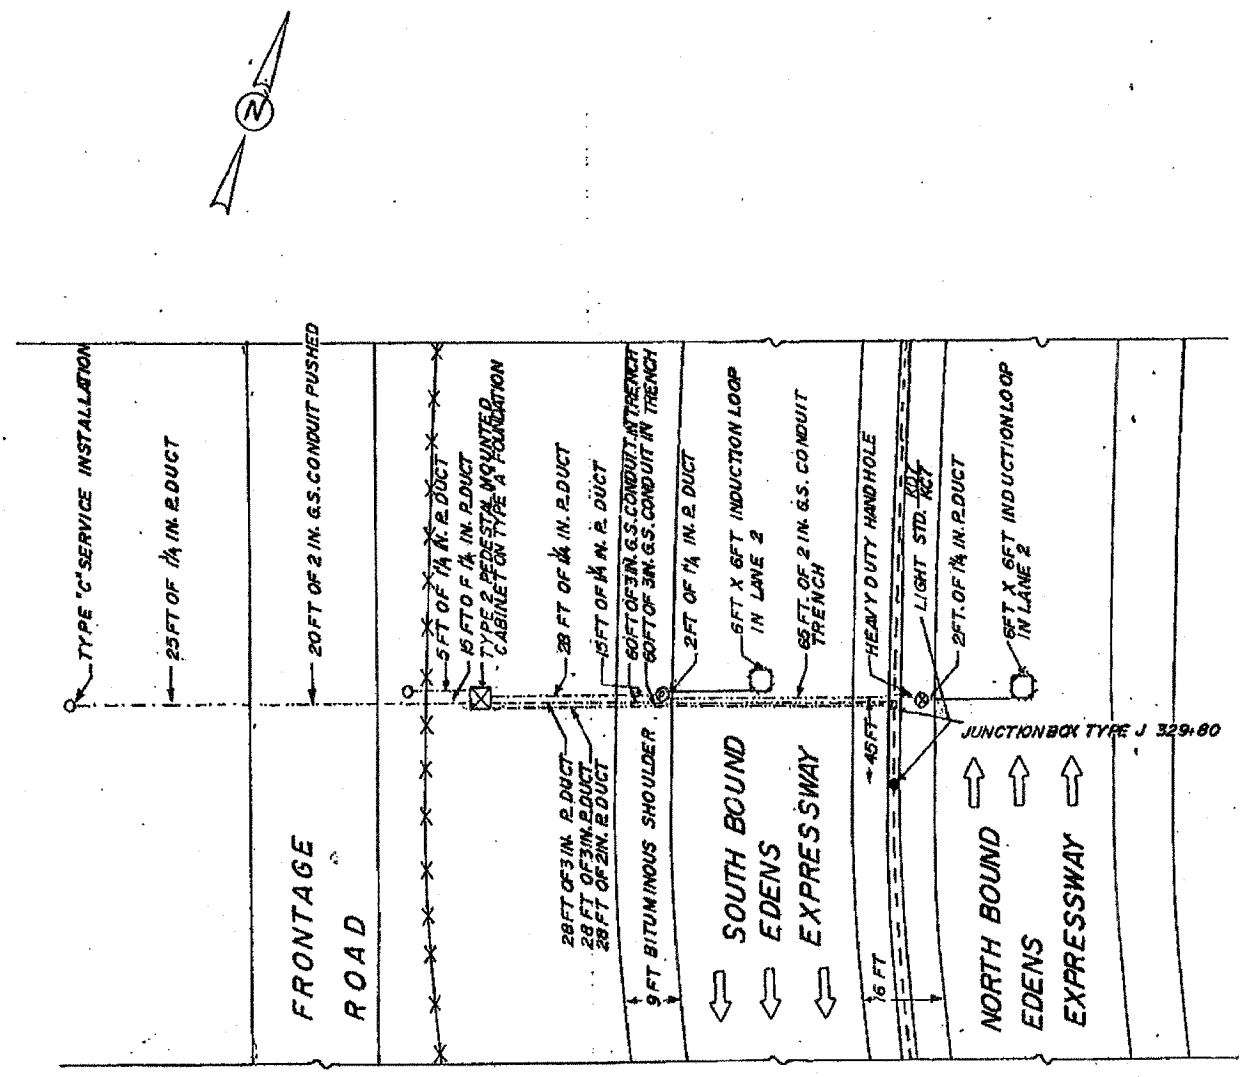 N
TYPE "C" SERVICE INSTALLATION
25 FT OF 1¼ IN. P. DUCT
20 FT OF 2 IN. G.S. CONDUIT PUSHED
5 FT OF 1¼ IN. P. DUCT
15 FT OF 1¼ IN. P. DUCT
TYPE 2 PEDESTAL MOUNTED
CABINET ON TYPE A FOUNDATION
28 FT OF 1¼ IN. P. DUCT
15 FT OF 1¼ IN. P. DUCT
60 FT OF 3 IN. G.S. CONDUIT IN TRENCH
60 FT OF 3 IN. G.S. CONDUIT IN TRENCH
2 FT OF 1¼ IN. P. DUCT
6 FT X 6 FT INDUCTION LOOP
IN LANE 2
65 FT. OF 2 IN. G.S. CONDUIT
TRENCH
HEAVY DUTY HANDHOLE
LIGHT STD.
KCT
2 FT. OF 1¼ IN. P. DUCT
6 FT X 6 FT INDUCTION LOOP
IN LANE 2
JUNCTION BOX TYPE J 329+80
45 FT
28 FT OF 3 IN. P. DUCT
28 FT OF 3 IN. P. DUCT
28 FT OF 2 IN. P. DUCT
9 FT BITUMINOUS SHOULDER
FRONTAGE
ROAD
SOUTH BOUND
EDENS
EXPRESSWAY
16 FT
NORTH BOUND
EDENS
EXPRESSWAY